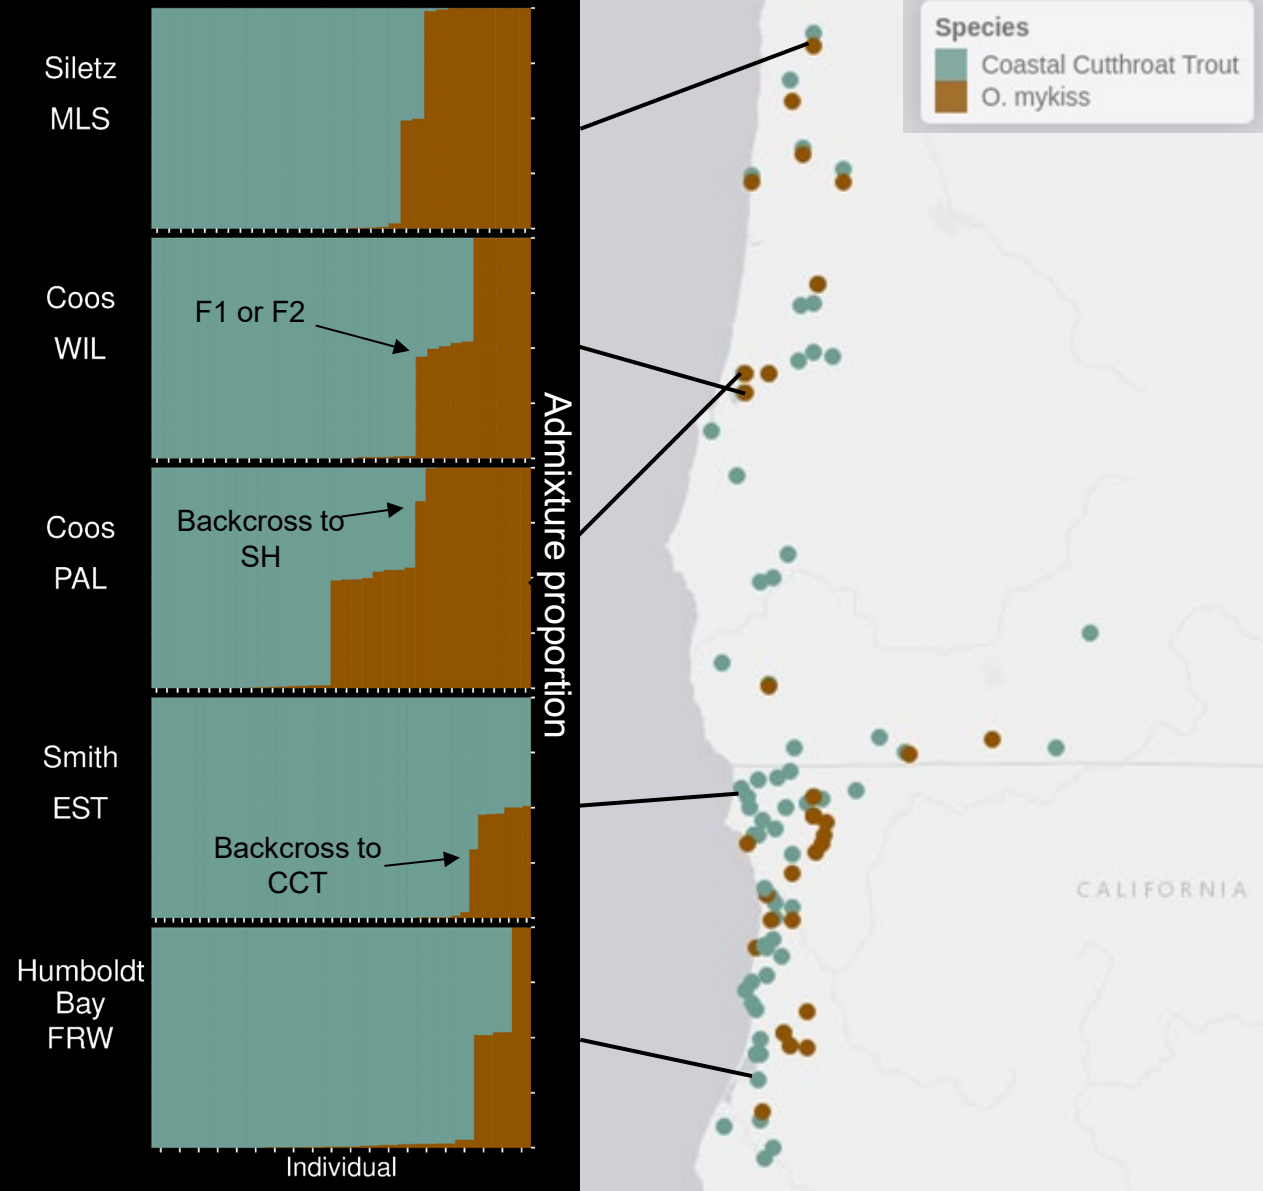 Siletz
MLS
Coos
WIL
F1 or F2
Coos
PAL
Backcross to
SH
Smith
EST
Backcross to
CCT
Humboldt
Bay
FRW
Individual
Admixture proportion
Species
Coastal Cutthroat Trout
O. mykiss
CALIFORNIA